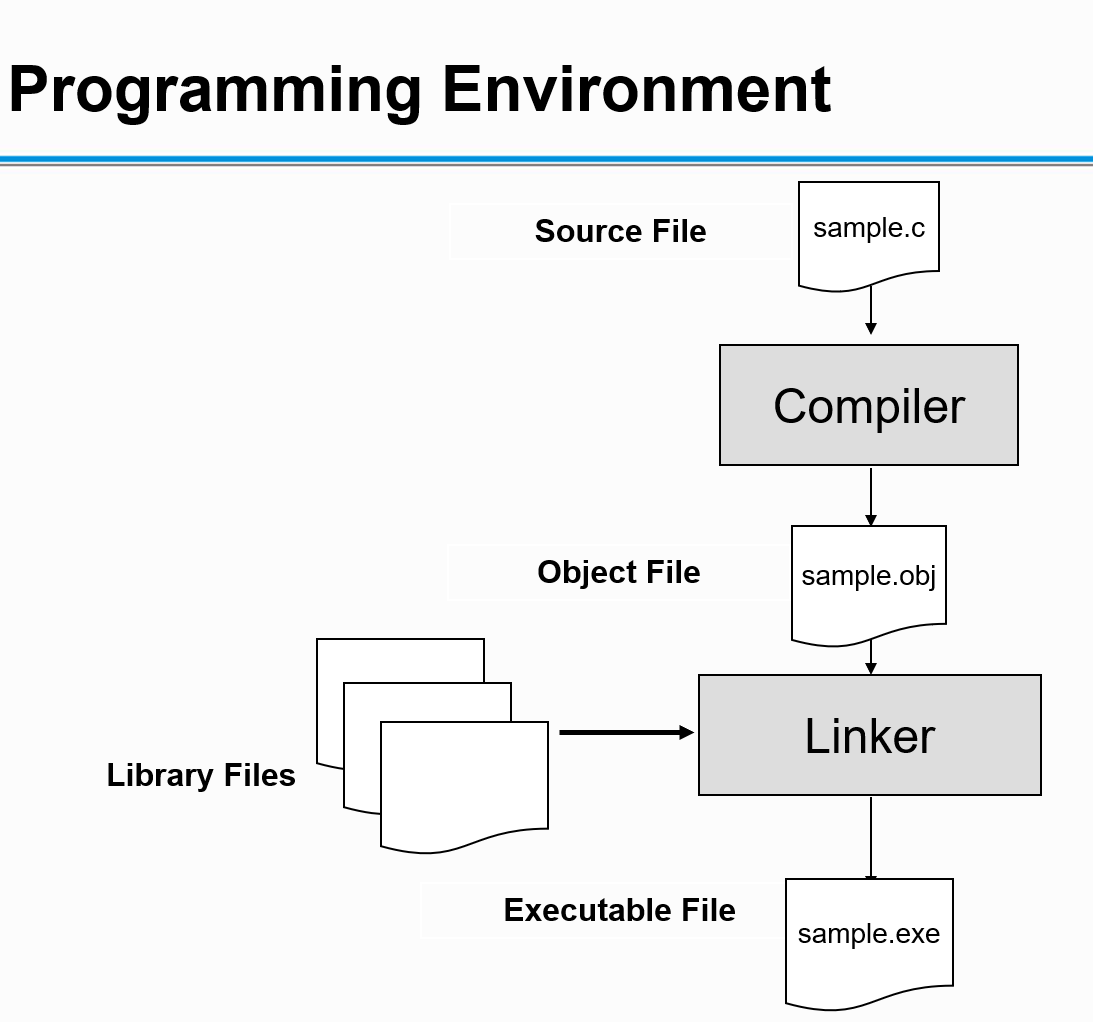 Programming Environment
Source File
sample.c
Compiler
Object File
sample.obj
Library Files
Linker
Executable File
sample.exe